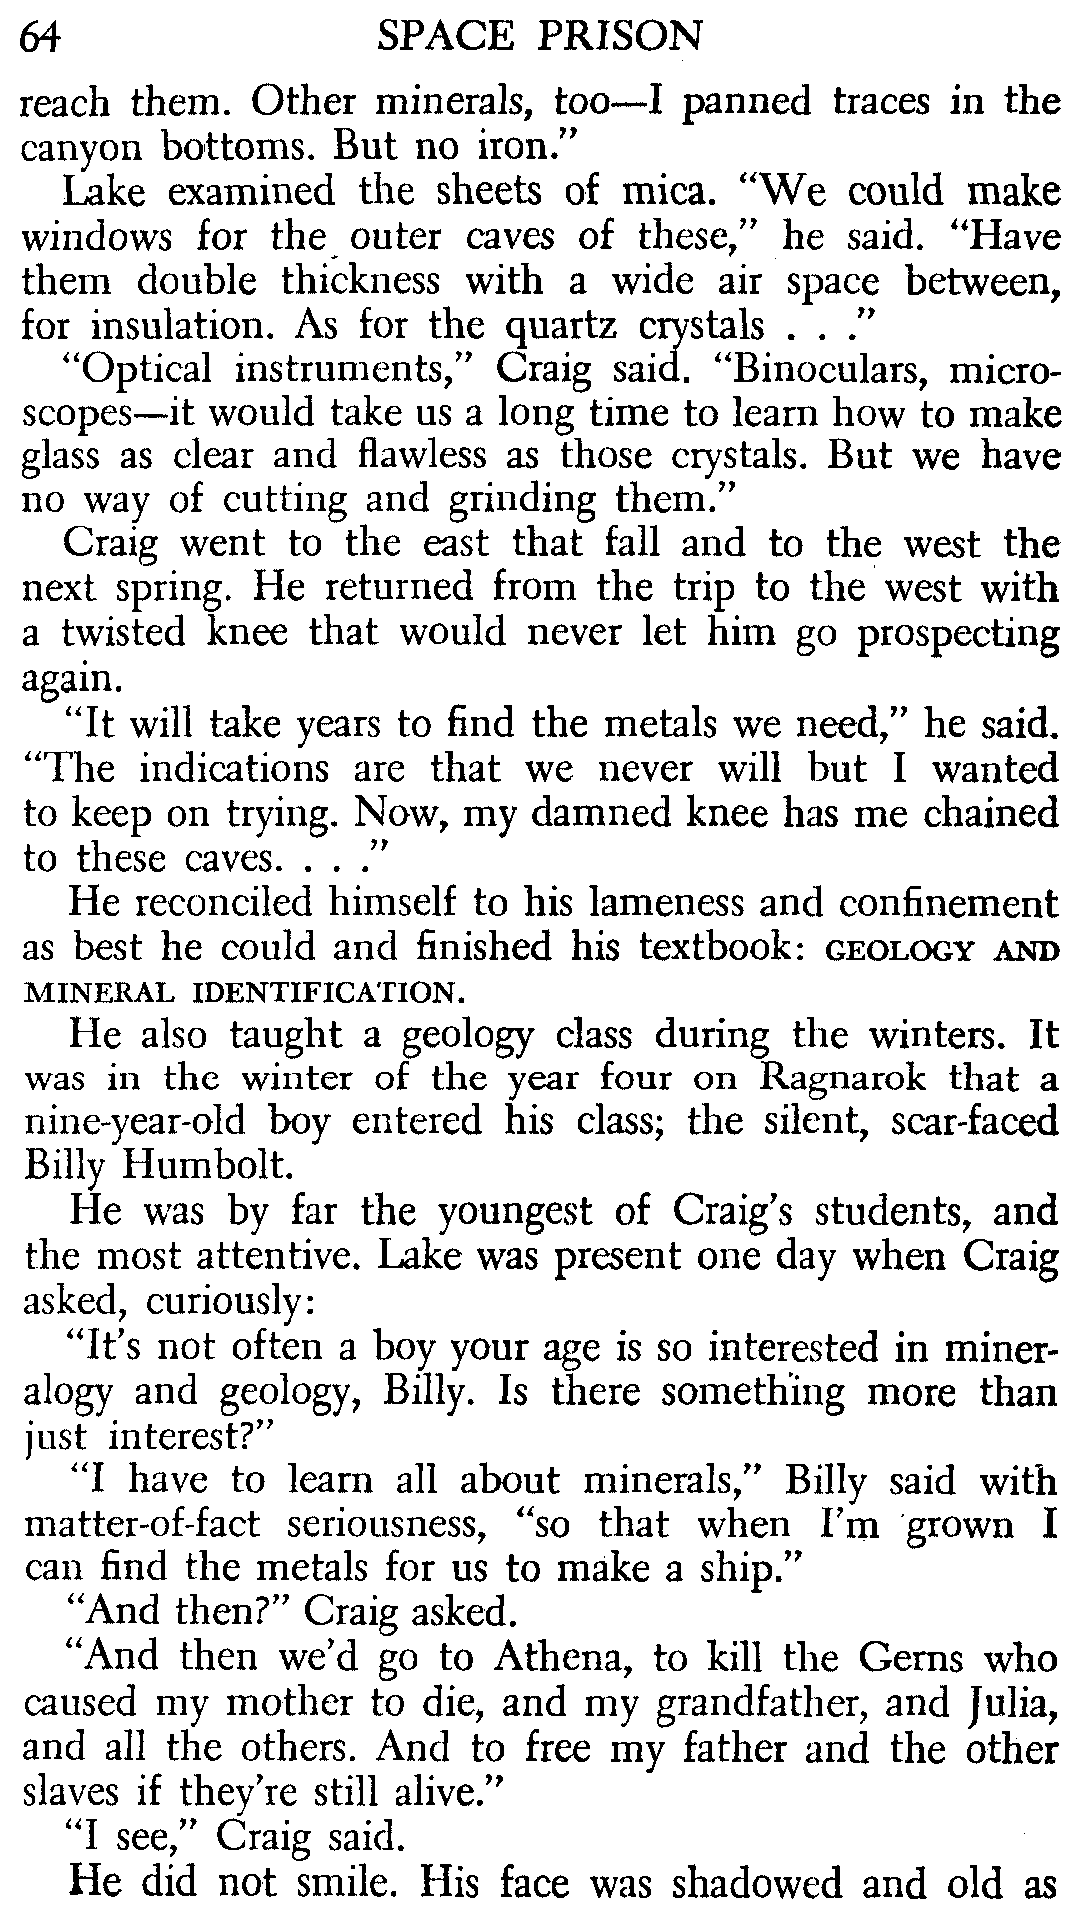 64 SPACE PRISON
reach them. Other minerals, too—I panned traces in the
canyon bottoms. But no iron.”
Lake examined the sheets of mica. “We could make
windows for the outer caves of these,” he said. “Have
them double thickness with a wide air space between,
for insulation. As for the quartz crystals . . .”
“Optical instruments,” Craig said. “Binoculars, micro-
scopes—it would take us a long time to learn how to make
glass as clear and flawless as those crystals. But we have
no way of cutting and grinding them.”
Craig went to the east that fall and to the west the
next spring. He returned from the trip to the west with
a twisted knee that would never let him go prospecting
again.
“It will take years to find the metals we need,” he said.
“The indications are that we never will but I wanted
to keep on trying. Now, my damned knee has me chained
to these caves. . . .”
He reconciled himself to his lameness and confinement
as best he could and finished his textbook: GEOLOGY AND
MINERAL IDENTIFICATION.
He also taught a geology class during the winters. It
was in the winter of the year four on Ragnarok that a
nine-year-old boy entered his class; the silent, scar-faced
Billy Humbolt.
He was by far the youngest of Craig’s students, and
the most attentive. Lake was present one day when Craig
asked, curiously:
“It’s not often a boy your age is so interested in miner-
alogy and geology, Billy. Is there something more than
just interest?”
“I have to learn all about minerals,” Billy said with
matter-of-fact seriousness, “so that when I’m grown I
can find the metals for us to make a ship.”
“And then?” Craig asked.
“And then we’d go to Athena, to kill the Gerns who
caused my mother to die, and my grandfather, and Julia,
and all the others. And to free my father and the other
slaves if they’re still alive.”
“I see,” Craig said.
He did not smile. His face was shadowed and old as